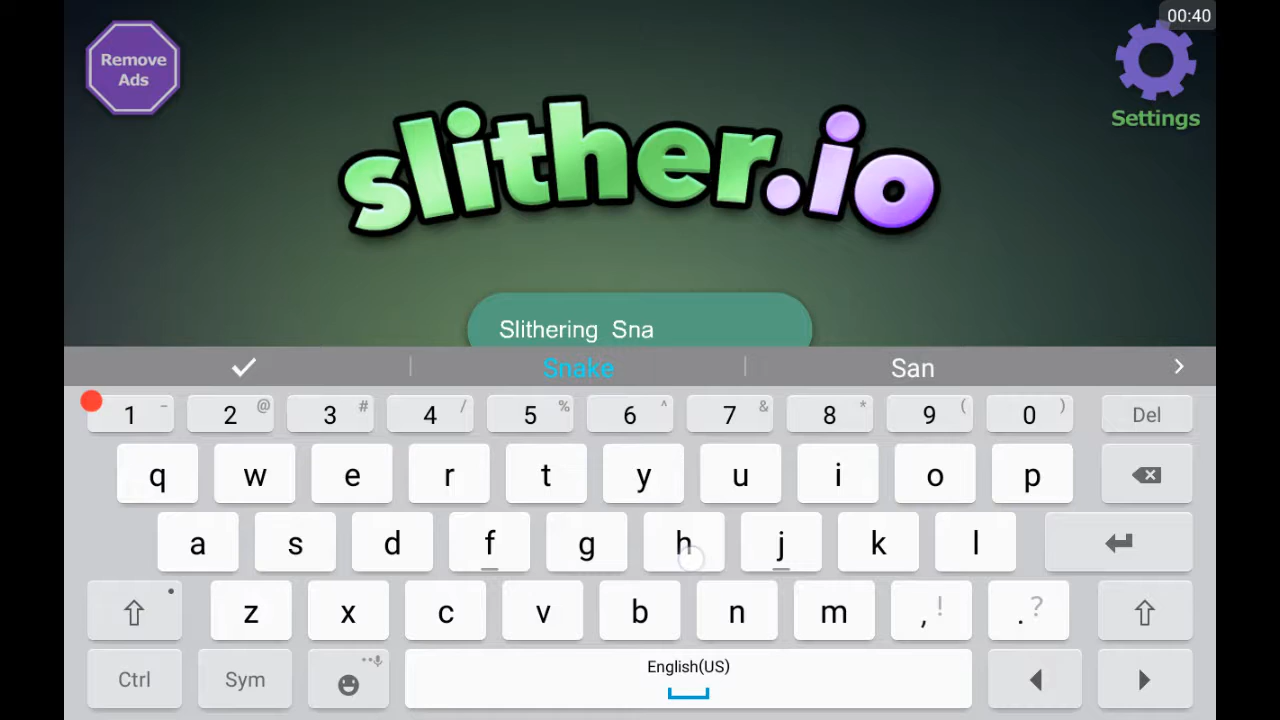 00:40
Remove
Ads
Settings
slither.io
Slithering  Sna
Snake San
1 - 2 @ 3 # 4 / 5 % 6 ^ 7 & 8 * 9 ( 0 ) Del
q w e r t y u i o p
a s d f g h j k l
z x c v b n m , ! . ?
Ctrl Sym English(US)